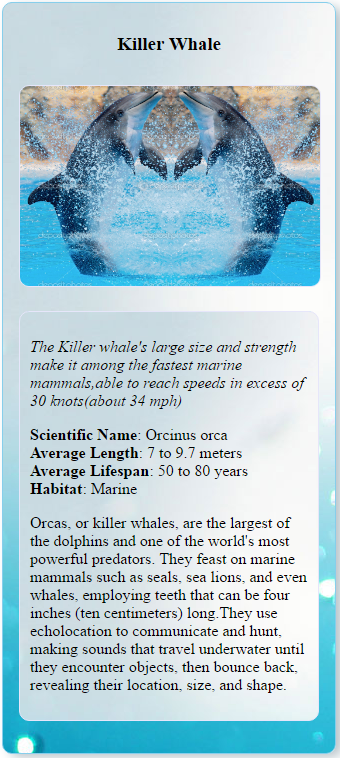 Killer Whale
The Killer whale's large size and strength
make it among the fastest marine
mammals,able to reach speeds in excess of
30 knots(about 34 mph)
Scientific Name: Orcinus orca
Average Length: 7 to 9.7 meters
Average Lifespan: 50 to 80 years
Habitat: Marine
Orcas, or killer whales, are the largest of
the dolphins and one of the world's most
powerful predators. They feast on marine
mammals such as seals, sea lions, and even
whales, employing teeth that can be four
inches (ten centimeters) long.They use
echolocation to communicate and hunt,
making sounds that travel underwater until
they encounter objects, then bounce back,
revealing their location, size, and shape.